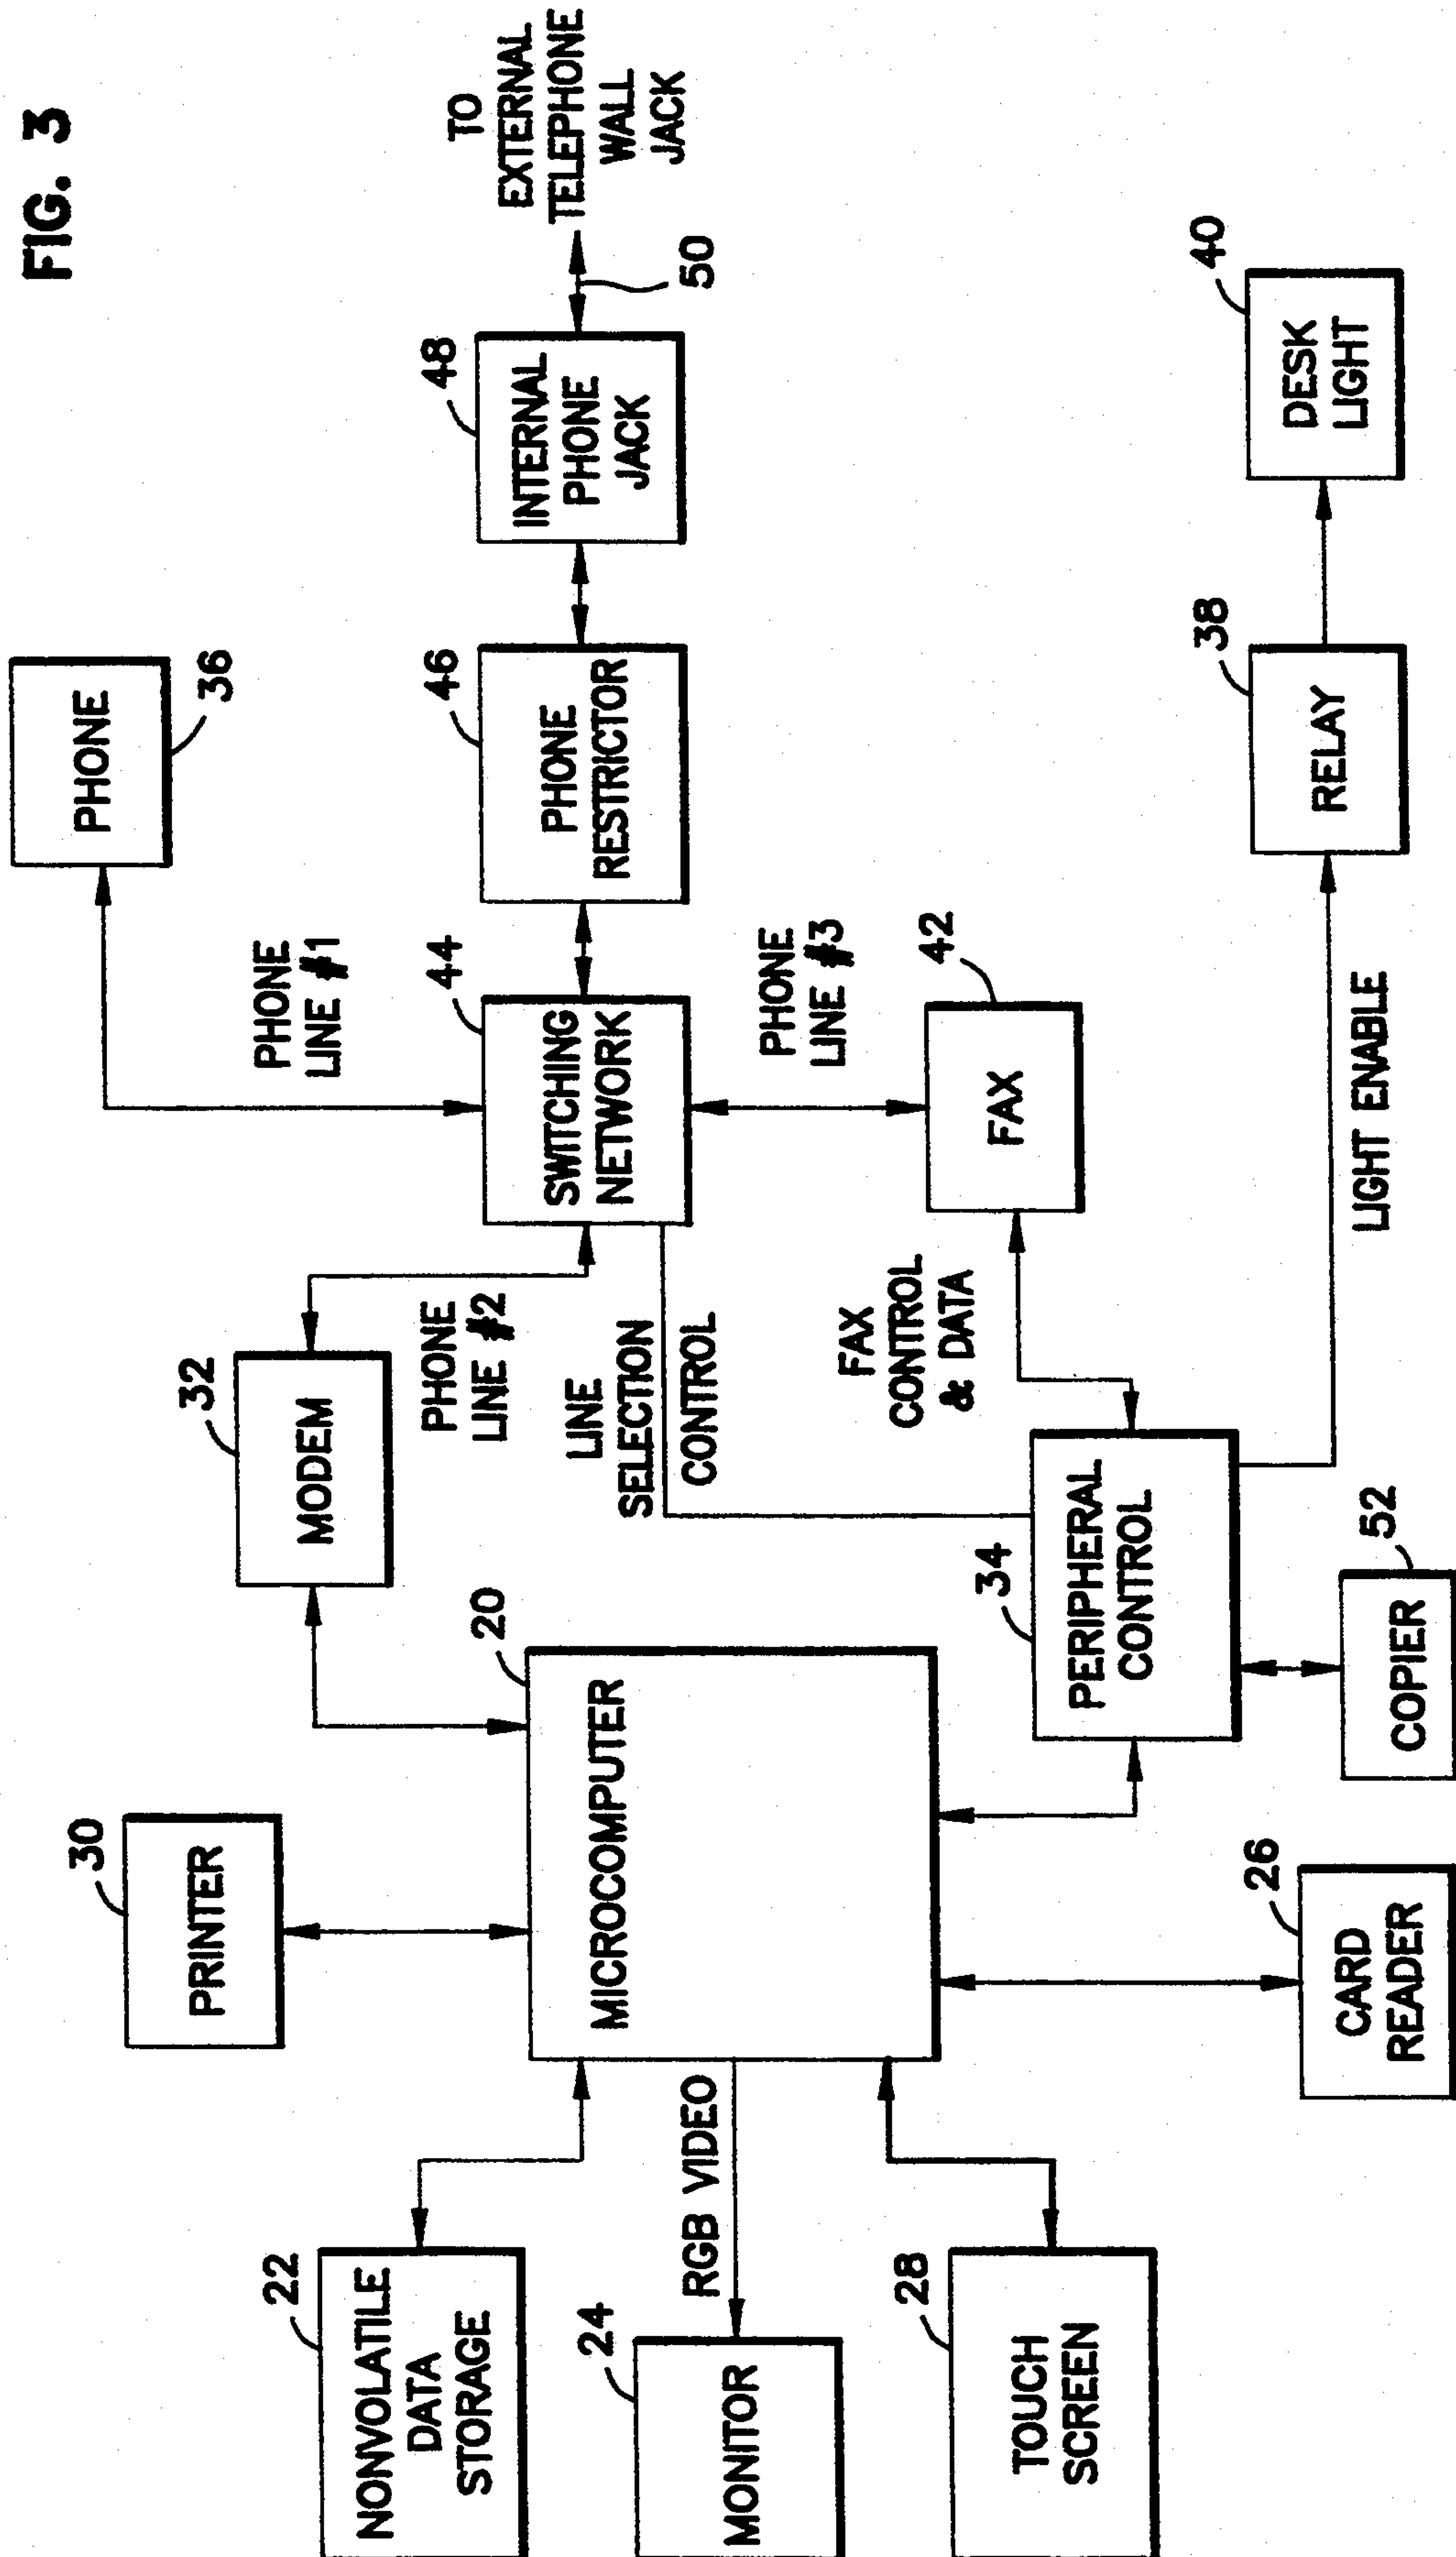 FIG. 3
PHONE
36
TO
EXTERNAL
TELEPHONE
WALL
JACK
50
48
INTERNAL
PHONE
JACK
46
PHONE
RESTRICTOR
PHONE
LINE #1
44
SWITCHING
NETWORK
PHONE
LINE #3
42
FAX
40
DESK
LIGHT
38
RELAY
LIGHT ENABLE
32
MODEM
PHONE
LINE #2
LINE
SELECTION
CONTROL
FAX
CONTROL
& DATA
34
PERIPHERAL
CONTROL
52
COPIER
30
PRINTER
20
MICROCOMPUTER
26
CARD
READER
22
NONVOLATILE
DATA
STORAGE
RGB VIDEO
24
MONITOR
28
TOUCH
SCREEN